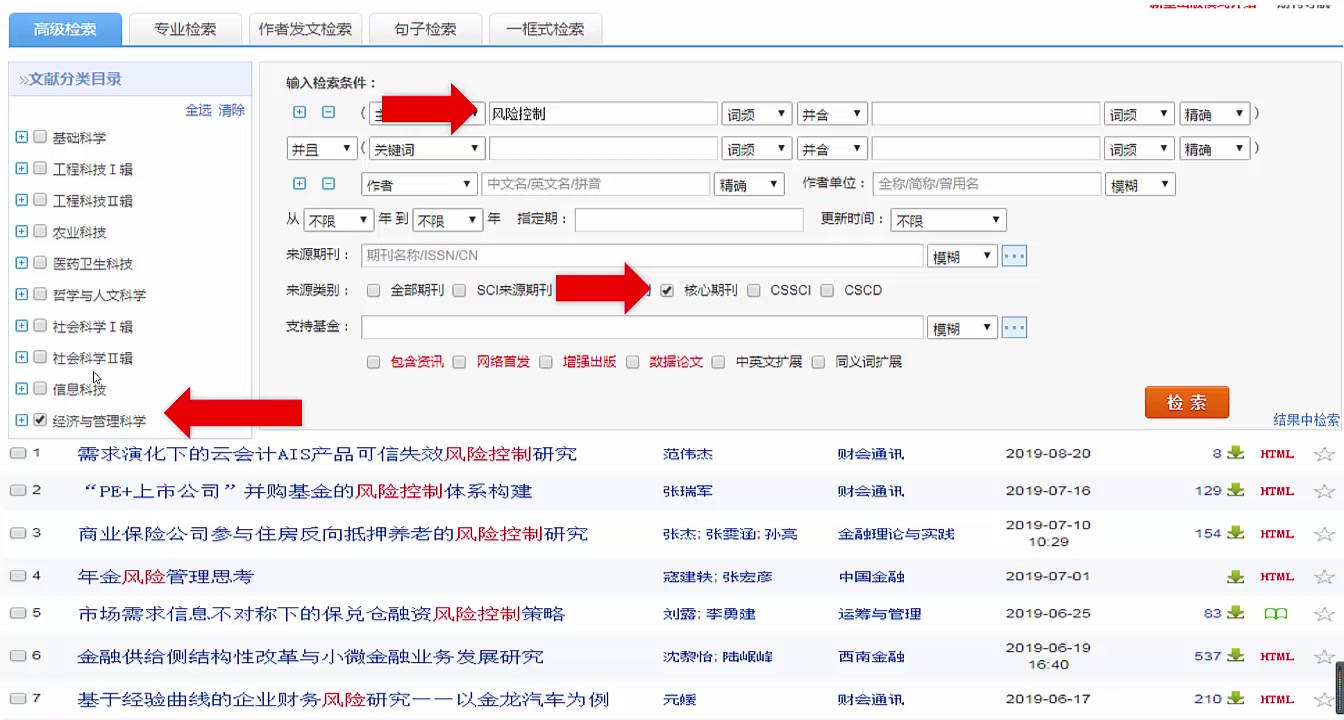 高级检索 专业检索 作者发文检索 句子检索 一框式检索
»文献分类目录
全选 清除
基础科学
工程科技Ⅰ辑
工程科技Ⅱ辑
农业科技
医药卫生科技
哲学与人文科学
社会科学Ⅰ辑
社会科学Ⅱ辑
信息科技
经济与管理科学
输入检索条件：
( 主 风险控制 词频 并含 词频 精确 )
并且 ( 关键词 词频 并含 词频 精确 )
作者 中文名/英文名/拼音 精确 作者单位： 全称/简称/曾用名 模糊
从 不限 年 到 不限 年 指定期： 更新时间： 不限
来源期刊： 期刊名称/ISSN/CN 模糊
来源类别： 全部期刊 SCI来源期刊 核心期刊 CSSCI CSCD
支持基金： 模糊
包含资讯 网络首发 增强出版 数据论文 中英文扩展 同义词扩展
检 索
结果中检索
1 需求演化下的云会计AIS产品可信失效风险控制研究 范伟杰 财会通讯 2019-08-20 8 HTML
2 “PE+上市公司”并购基金的风险控制体系构建 张瑞军 财会通讯 2019-07-16 129 HTML
3 商业保险公司参与住房反向抵押养老的风险控制研究 张杰; 张雯涵; 孙亮 金融理论与实践 2019-07-10 10:29 154 HTML
4 年金风险管理思考 寇建轶; 张宏彦 中国金融 2019-07-01 HTML
5 市场需求信息不对称下的保兑仓融资风险控制策略 刘露; 李勇建 运筹与管理 2019-06-25 83
6 金融供给侧结构性改革与小微金融业务发展研究 沈黎怡; 陆岷峰 西南金融 2019-06-19 16:40 537 HTML
7 基于经验曲线的企业财务风险研究——以金龙汽车为例 元媛 财会通讯 2019-06-17 210 HTML